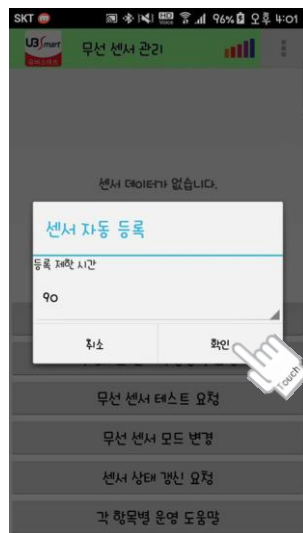 SKT 96% 오후 4:01
U3Smart
무선 센서 관리
센서 데이터가 없습니다.
센서 자동 등록
등록 제한 시간
90
취소 확인
Touch
무선 센서 테스트 요청
무선 센서 모드 변경
센서 상태 갱신 요청
각 항목별 운영 도움말